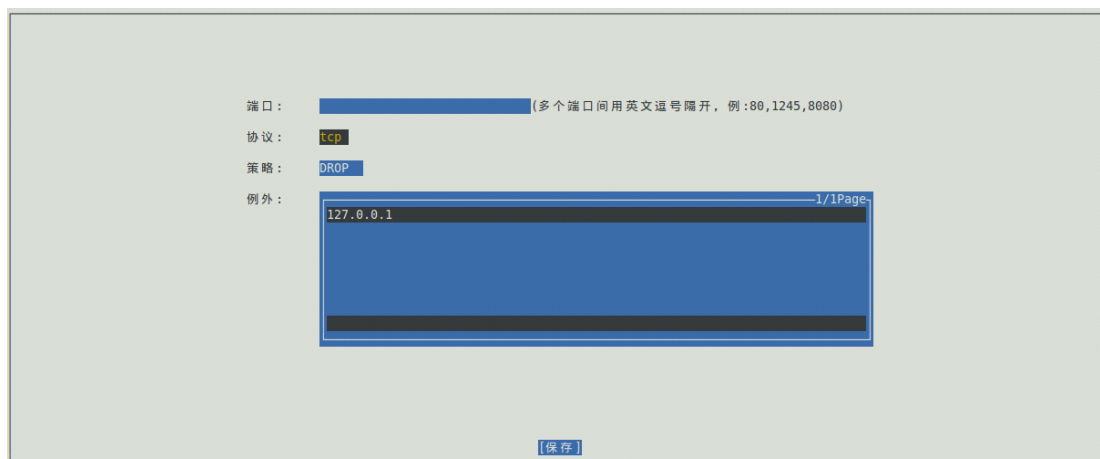 端口: (多个端口间用英文逗号隔开, 例:80,1245,8080)
协议: tcp
策略: DROP
例外: 1/1Page
127.0.0.1
[保存]